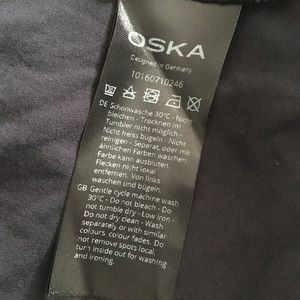 OSKA
Designed in Germany
10160710246
DE Schonwäsche 30°C - Nicht
bleichen - Trocknen im
Tumbler nicht möglich -
Nicht heiss bügeln - Nicht
reinigen - Separat, oder mit
ähnlichen Farben waschen,
Farbe kann ausbluten.
Flecken nicht lokal
entfernen. Von links
waschen und bügeln.
GB Gentle cycle machine wash
30°C - Do not bleach - Do
not tumble dry - Low iron -
Do not dry clean - Wash
separately or with similar
colours, colour fades. Do
not remove spots local
turn inside out for washing
and ironing.